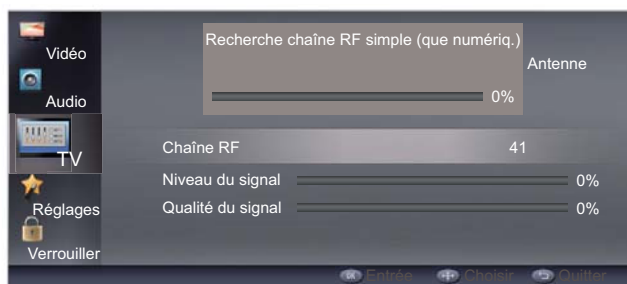 Vidéo
Audio
TV
Réglages
Verrouiller
Recherche chaîne RF simple (que numériq.)
Antenne
0%
Chaîne RF 41
Niveau du signal 0%
Qualité du signal 0%
OK Entrée Choisir Quitter